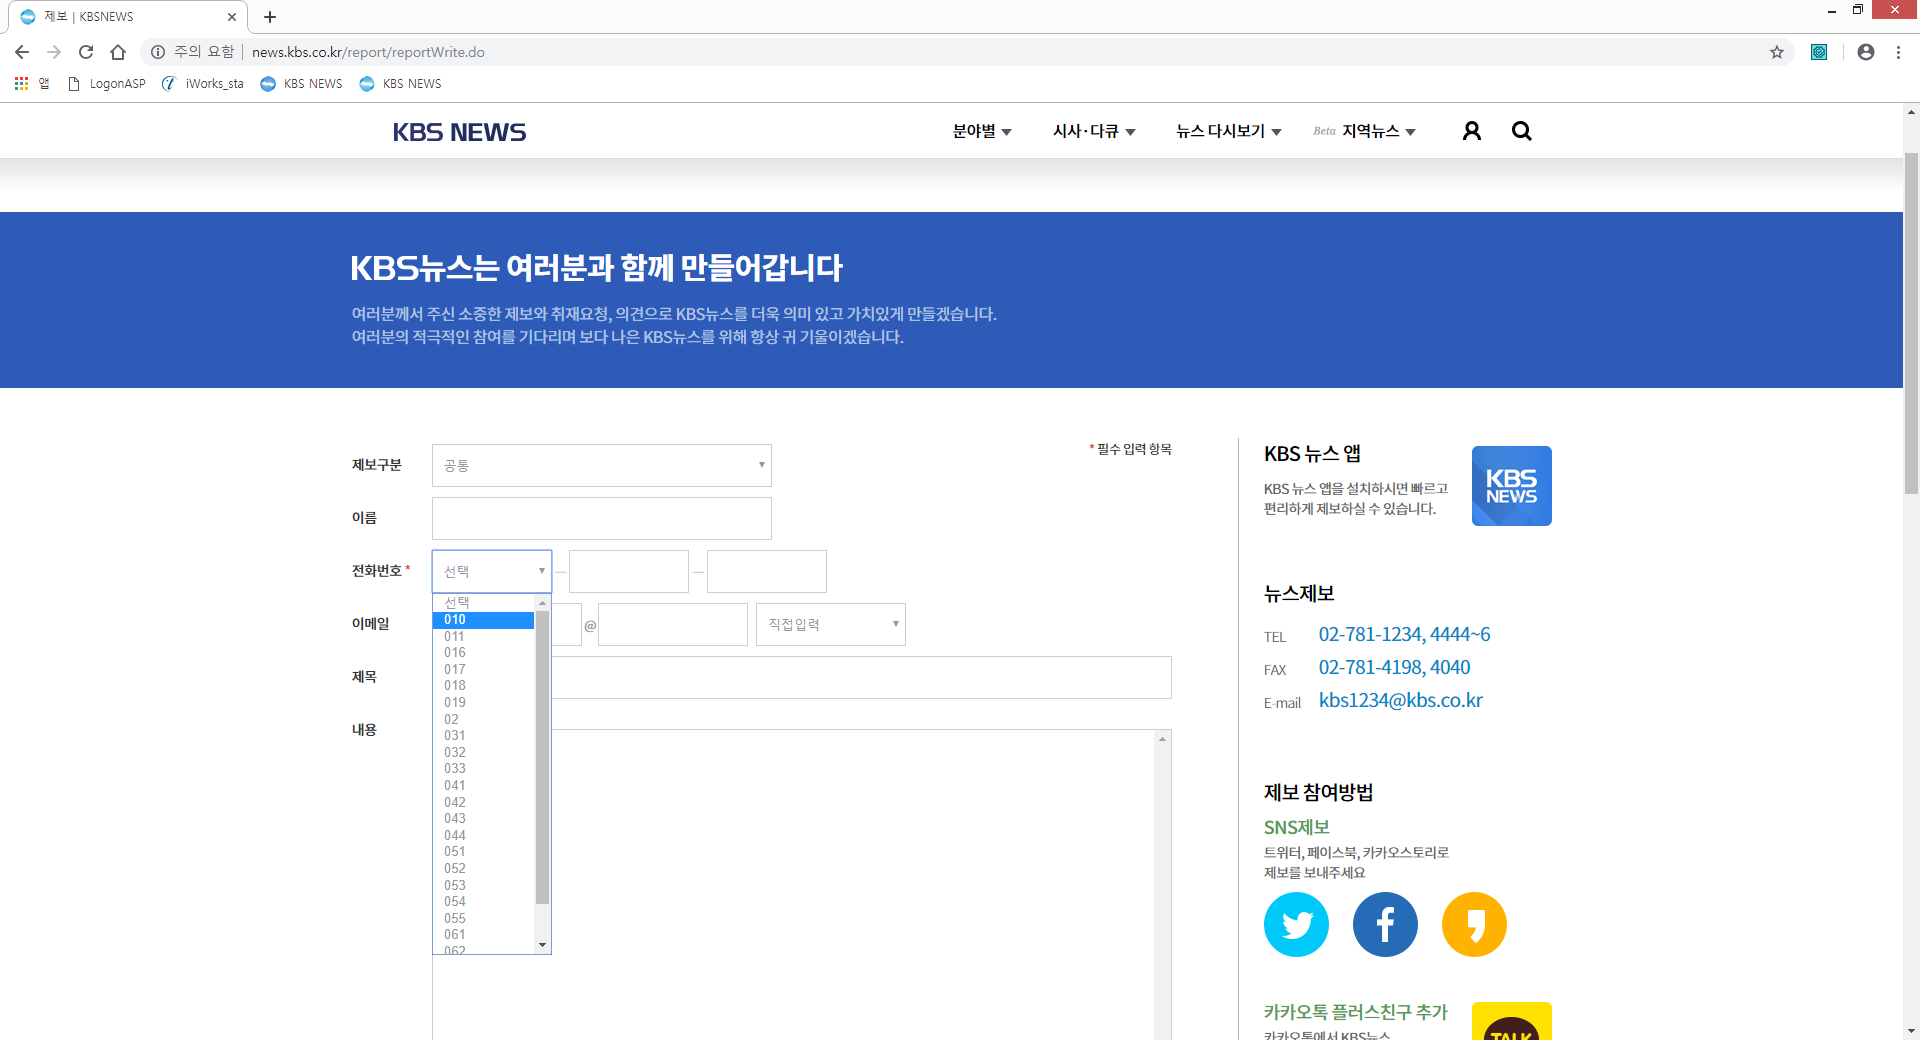 제보 | KBSNEWS
주의 요함 | news.kbs.co.kr/report/reportWrite.do
앱 LogonASP iWorks_sta KBS NEWS KBS NEWS
KBS NEWS 분야별 시사·다큐 뉴스 다시보기 Beta 지역뉴스
KBS뉴스는 여러분과 함께 만들어갑니다
여러분께서 주신 소중한 제보와 취재요청, 의견으로 KBS뉴스를 더욱 의미 있고 가치있게 만들겠습니다.
여러분의 적극적인 참여를 기다리며 보다 나은 KBS뉴스를 위해 항상 귀 기울이겠습니다.
* 필수 입력 항목
제보구분 공통
이름
전화번호 * 선택
선택
010
011
016
017
018
019
02
031
032
033
041
042
043
044
051
052
053
054
055
061
062
이메일 @ 직접입력
제목
내용
KBS 뉴스 앱
KBS 뉴스 앱을 설치하시면 빠르고
편리하게 제보하실 수 있습니다.
KBS
NEWS
뉴스제보
TEL 02-781-1234, 4444~6
FAX 02-781-4198, 4040
E-mail kbs1234@kbs.co.kr
제보 참여방법
SNS제보
트위터, 페이스북, 카카오스토리로
제보를 보내주세요
카카오톡 플러스친구 추가
카카오톡에서 KBS뉴스
TALK